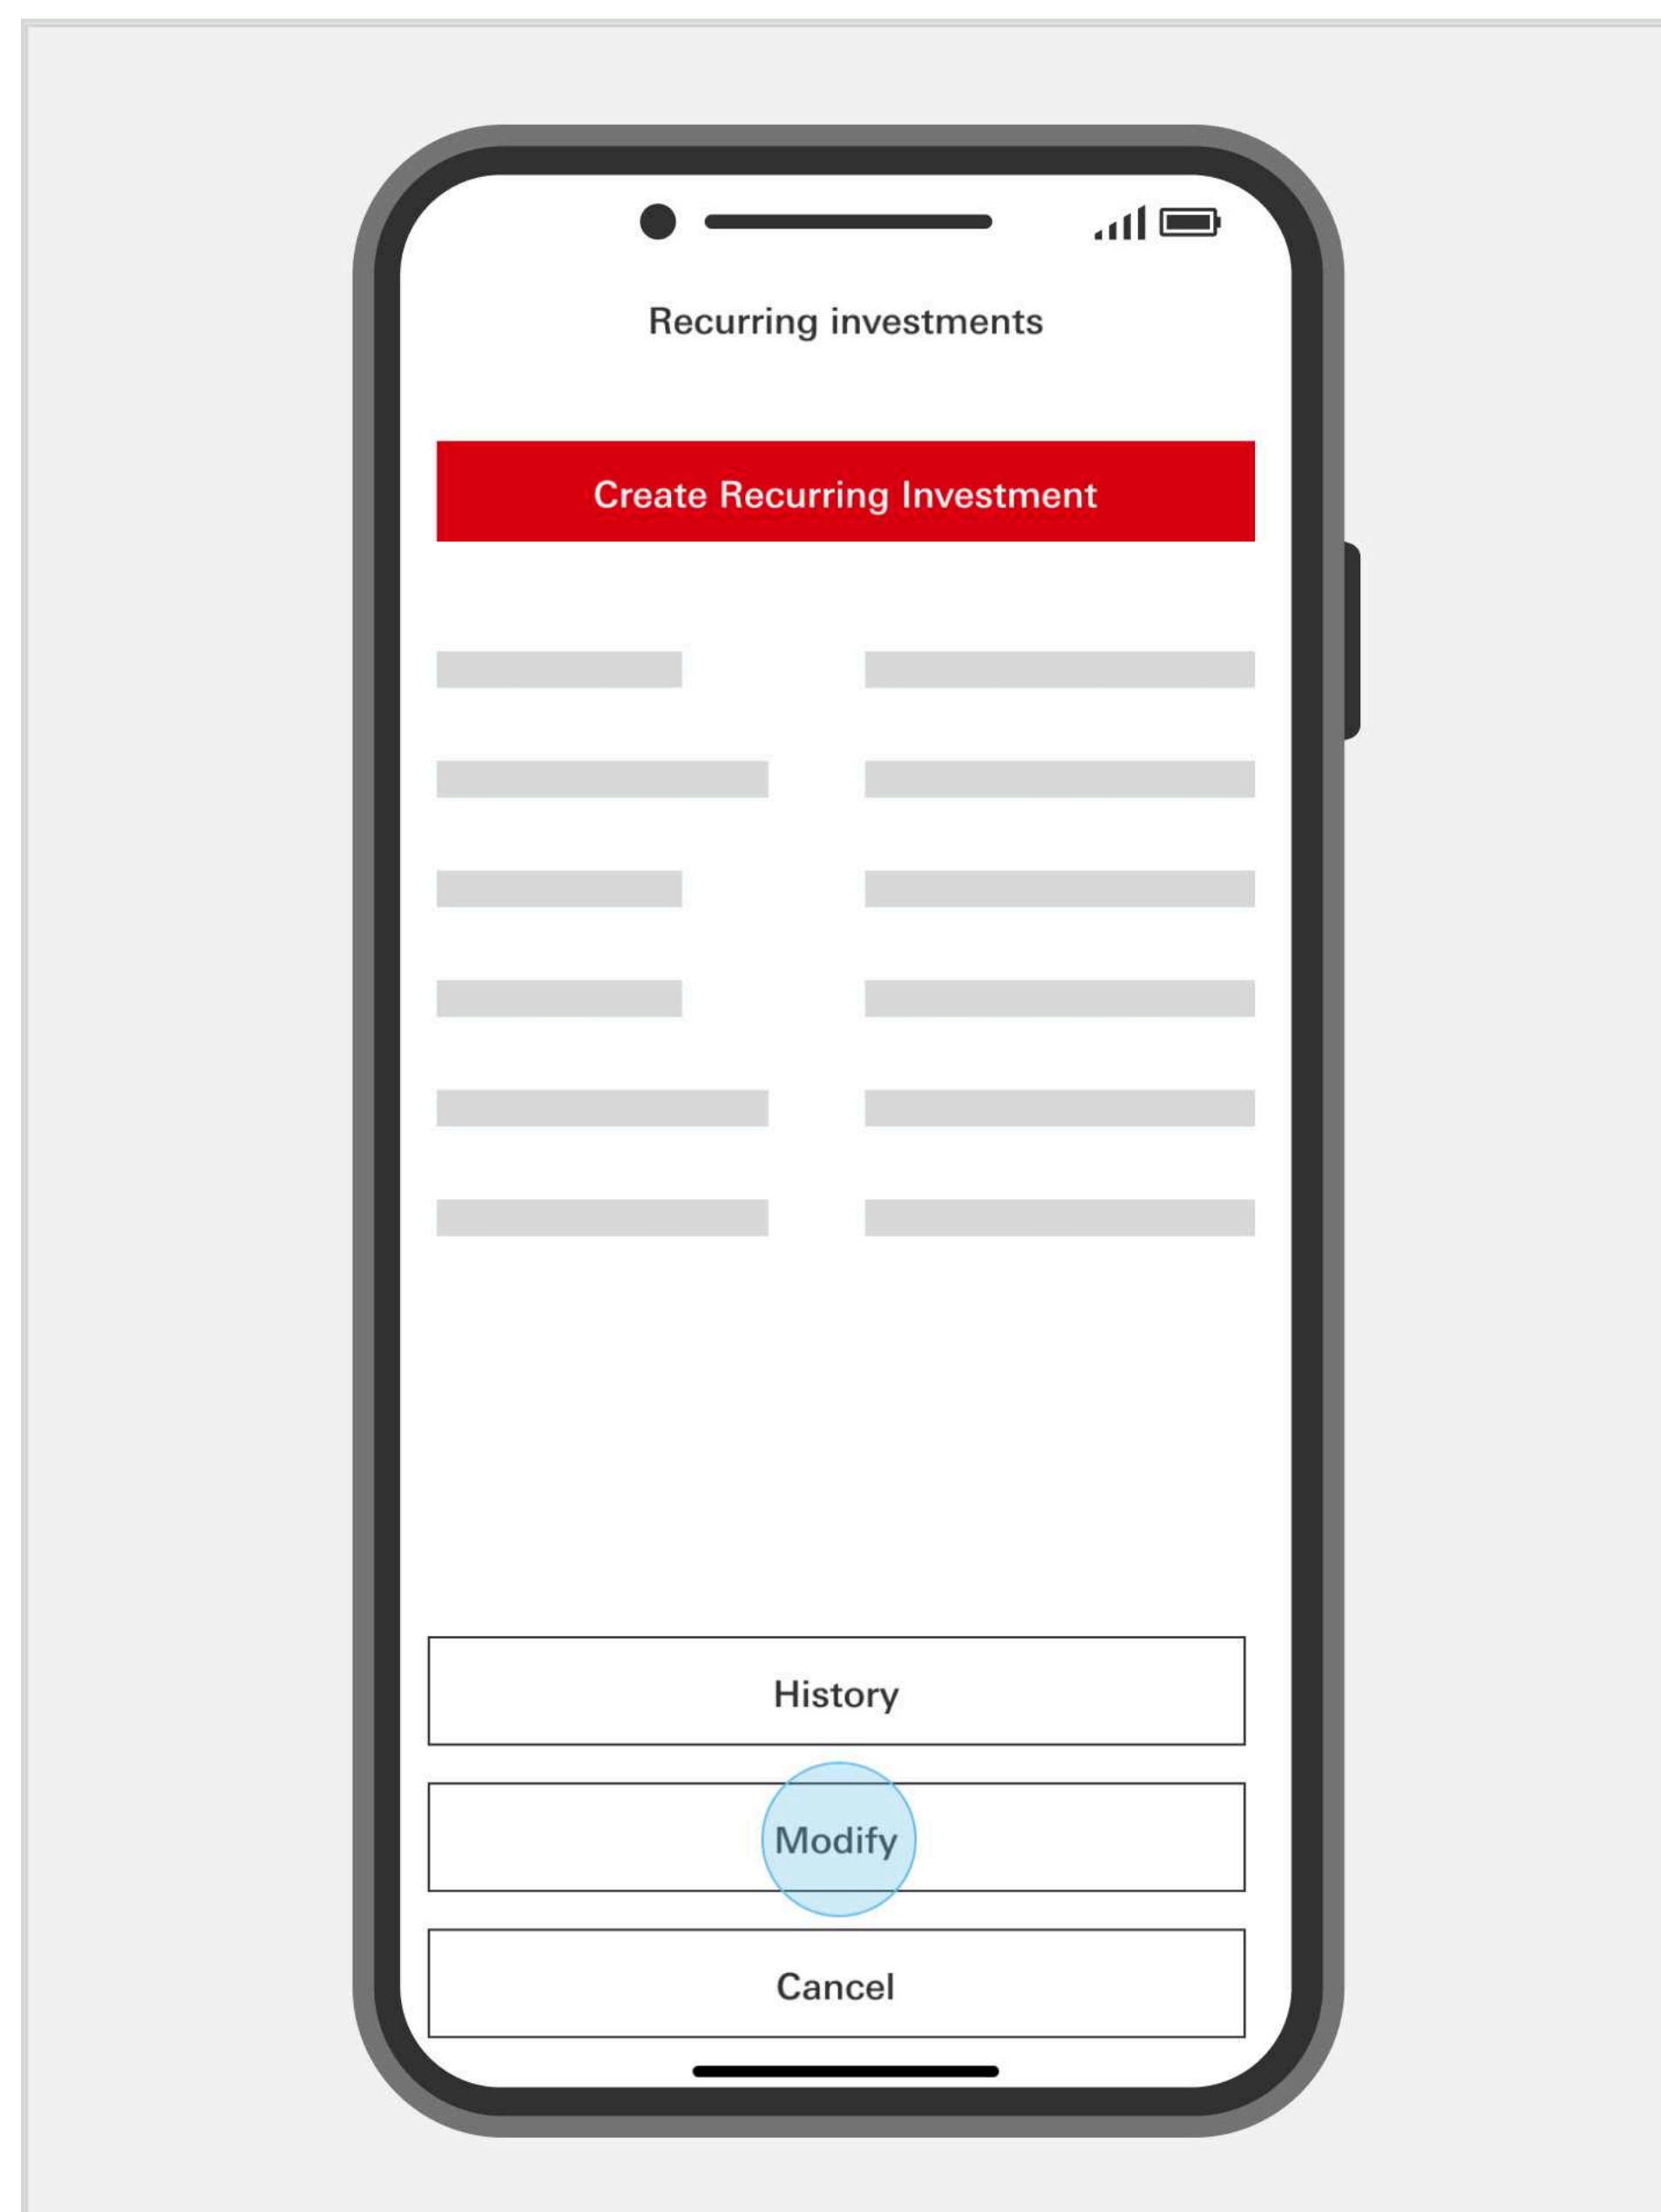 Recurring investments
Create Recurring Investment
History
Modify
Cancel